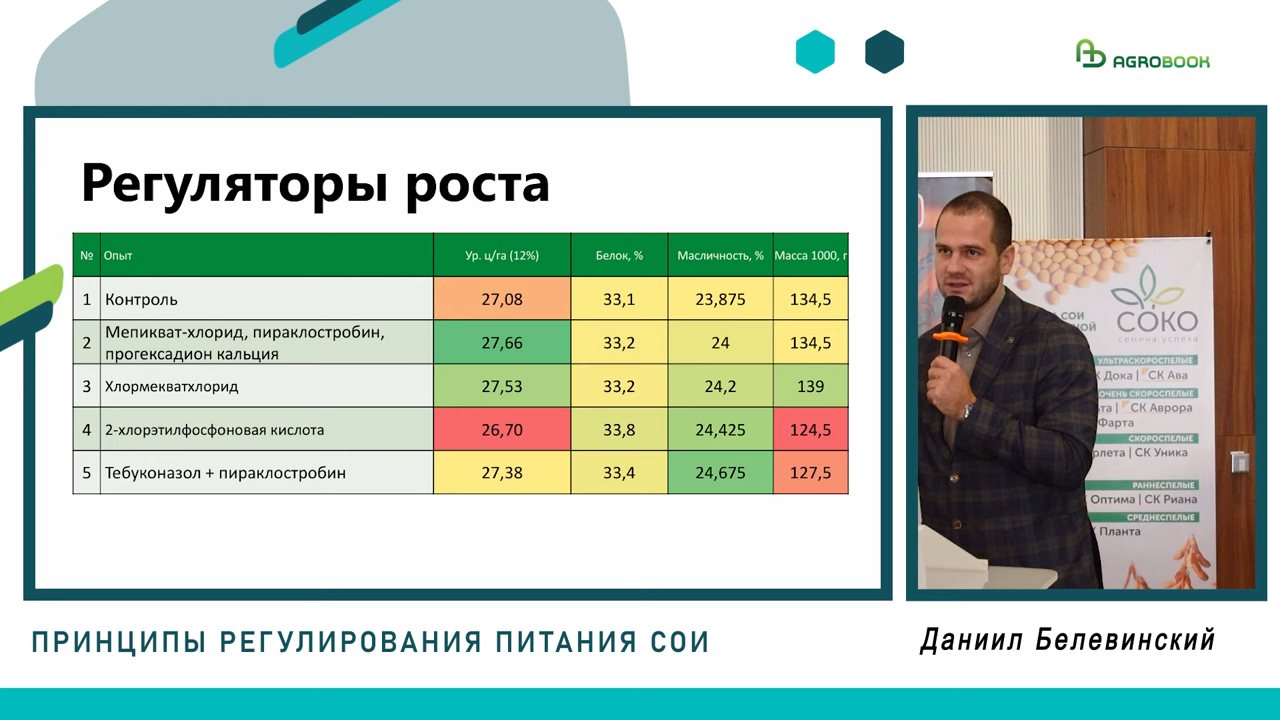 AGROBOOK
Регуляторы роста
№ Опыт Ур. ц/га (12%) Белок, % Масличность, % Масса 1000, г
1 Контроль 27,08 33,1 23,875 134,5
2 Мепикват-хлорид, пираклостробин,
прогексадион кальция 27,66 33,2 24 134,5
3 Хлормекватхлорид 27,53 33,2 24,2 139
4 2-хлорэтилфосфоновая кислота 26,70 33,8 24,425 124,5
5 Тебуконазол + пираклостробин 27,38 33,4 24,675 127,5
СОИ
СОКО
семена успеха
УЛЬТРАСКОРОСПЕЛЫЕ
Дока | СК Ава
ОЧЕНЬ СКОРОСПЕЛЫЕ
| СК Аврора
Фарта
СКОРОСПЕЛЫЕ
| СК Уника
РАННЕСПЕЛЫЕ
Оптима | СК Риана
СРЕДНЕСПЕЛЫЕ
Планта
ПРИНЦИПЫ РЕГУЛИРОВАНИЯ ПИТАНИЯ СОИ
Даниил Белевинский